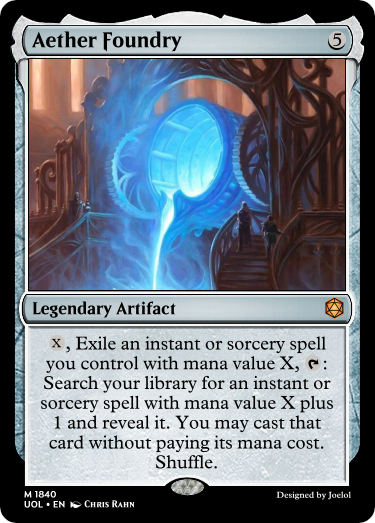 Aether Foundry 5
Legendary Artifact
X, Exile an instant or sorcery spell
you control with mana value X, :
Search your library for an instant or
sorcery spell with mana value X plus
1 and reveal it. You may cast that
card without paying its mana cost.
Shuffle.
M 1840
UOL • EN Chris Rahn
Designed by Joelol